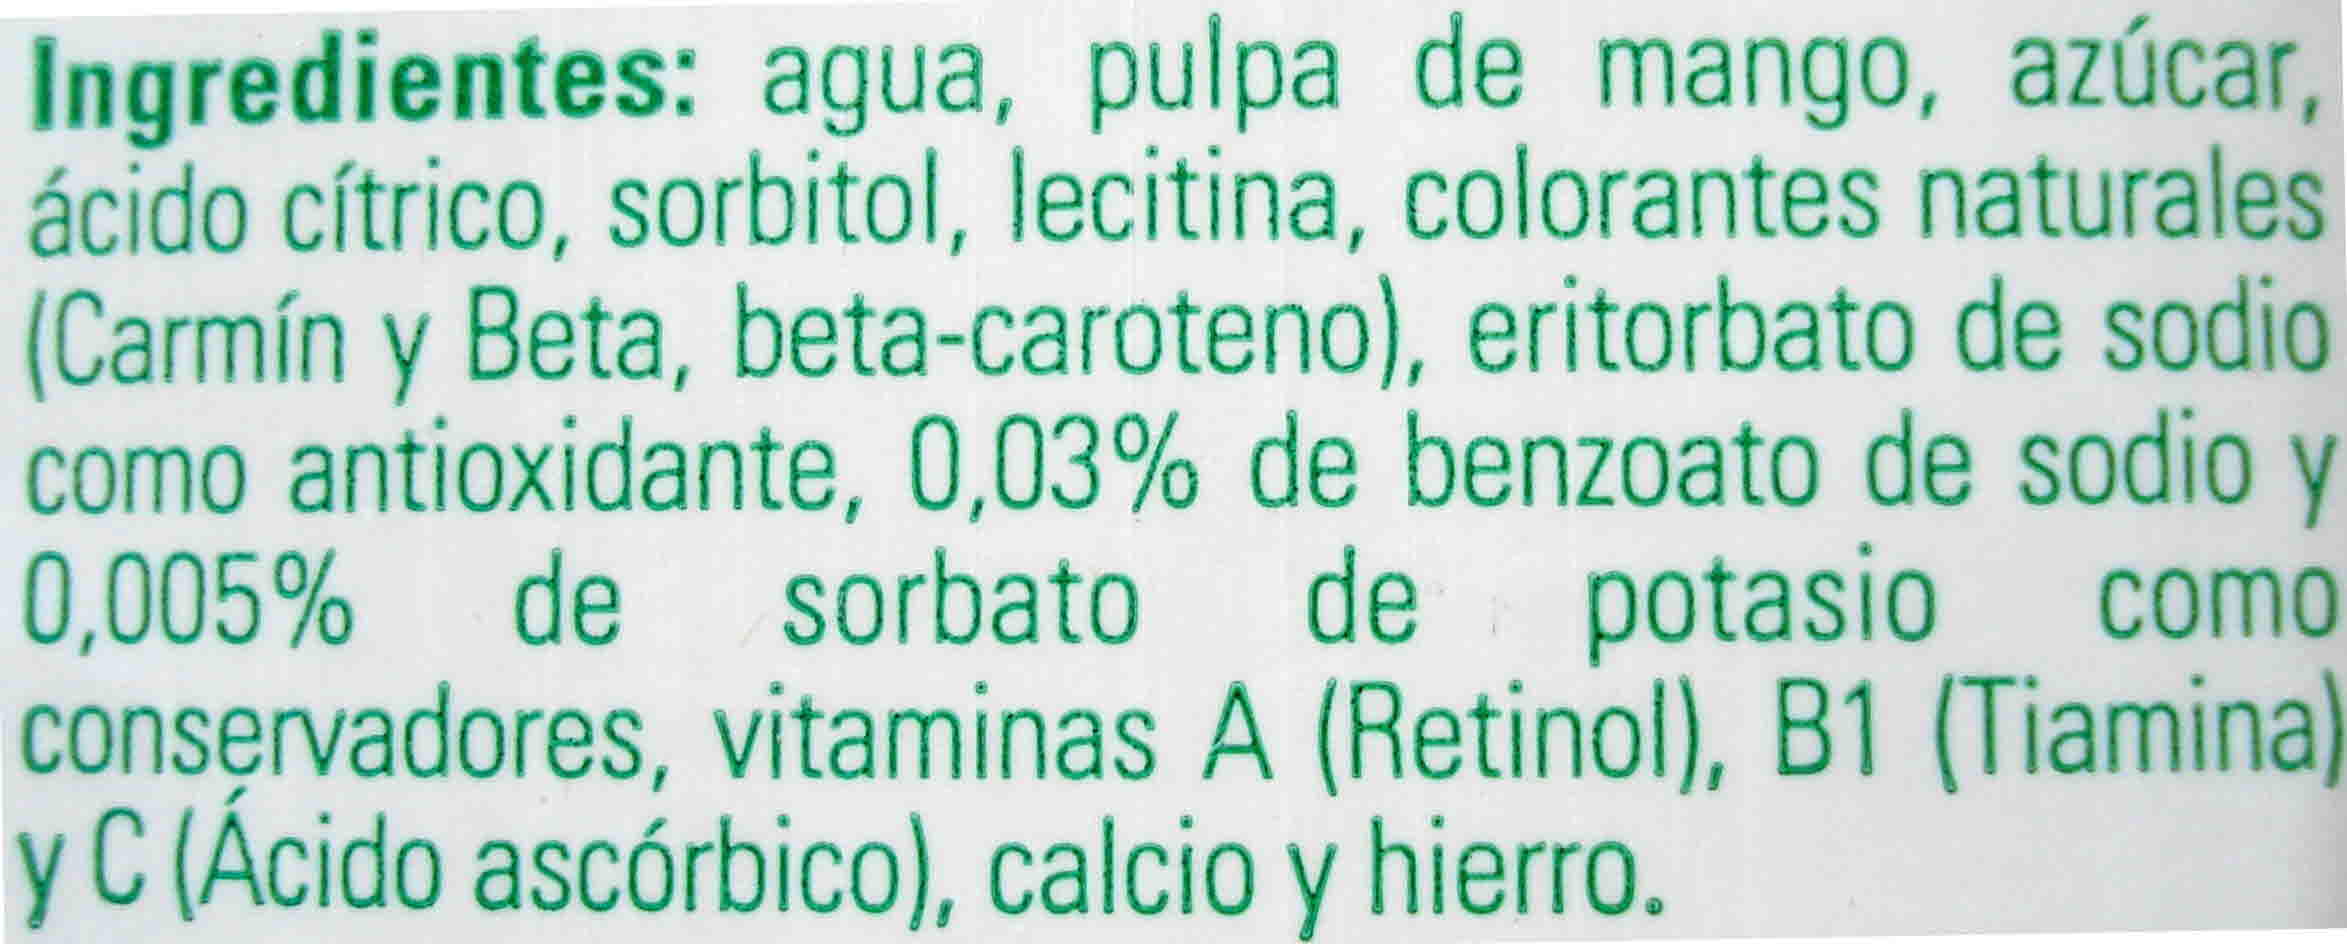 Ingredientes: agua, pulpa de mango, azúcar,
ácido cítrico, sorbitol, lecitina, colorantes naturales
(Carmín y Beta, beta-caroteno), eritorbato de sodio
como antioxidante, 0,03% de benzoato de sodio y
0,005% de sorbato de potasio como
conservadores, vitaminas A (Retinol), B1 (Tiamina)
y C (Ácido ascórbico), calcio y hierro.